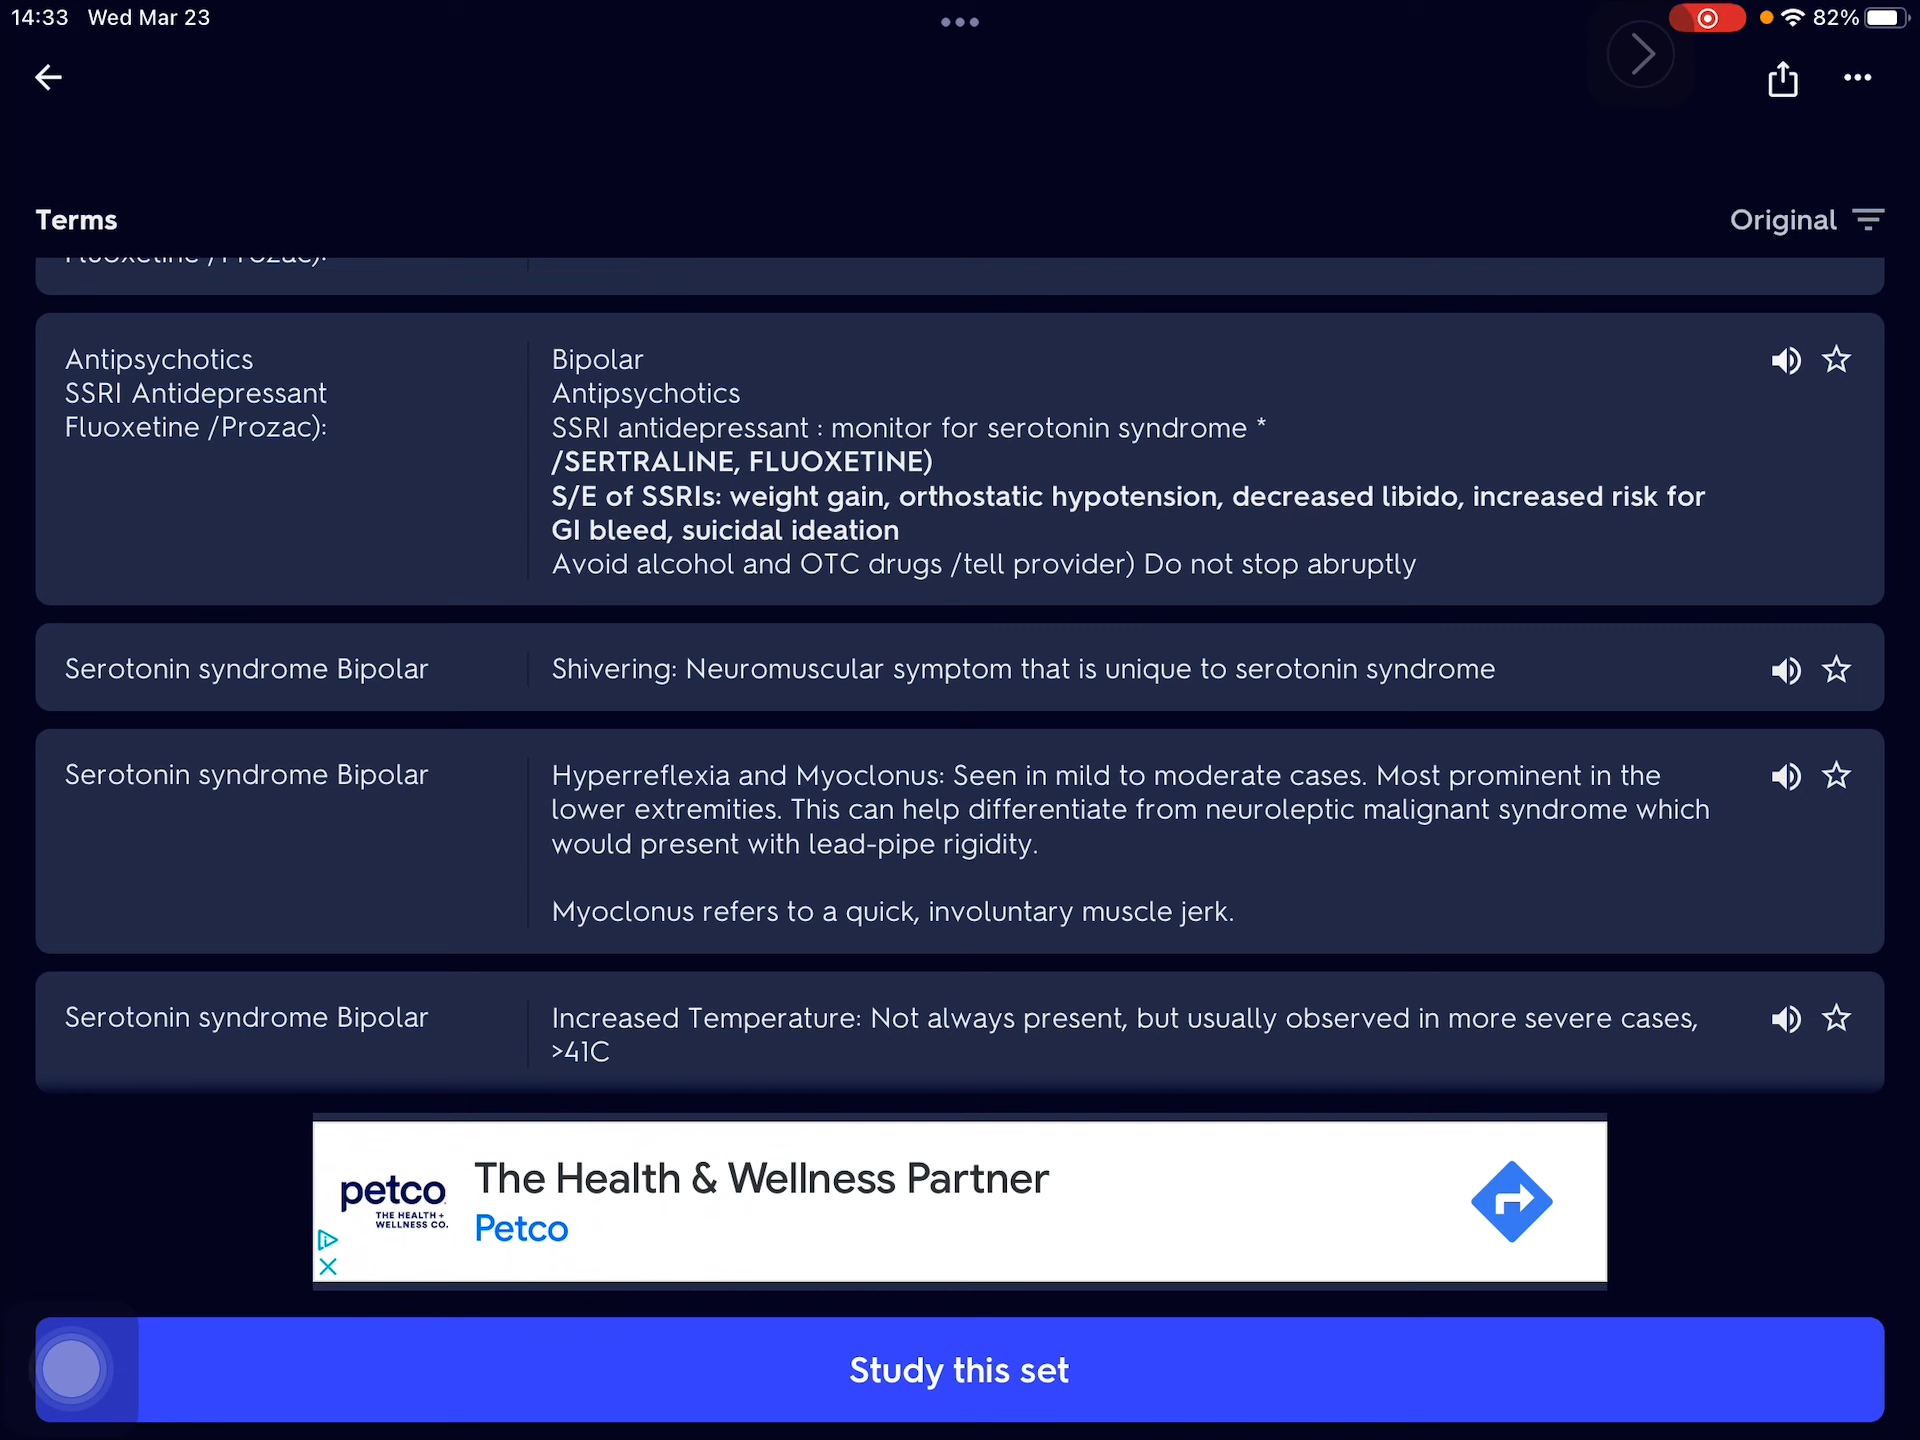 14:33 Wed Mar 23
82%
Terms
Original
Fluoxetine /Prozac):
Antipsychotics
SSRI Antidepressant
Fluoxetine /Prozac):
Bipolar
Antipsychotics
SSRI antidepressant : monitor for serotonin syndrome *
/SERTRALINE, FLUOXETINE)
S/E of SSRIs: weight gain, orthostatic hypotension, decreased libido, increased risk for
GI bleed, suicidal ideation
Avoid alcohol and OTC drugs /tell provider) Do not stop abruptly
Serotonin syndrome Bipolar
Shivering: Neuromuscular symptom that is unique to serotonin syndrome
Serotonin syndrome Bipolar
Hyperreflexia and Myoclonus: Seen in mild to moderate cases. Most prominent in the
lower extremities. This can help differentiate from neuroleptic malignant syndrome which
would present with lead-pipe rigidity.
Myoclonus refers to a quick, involuntary muscle jerk.
Serotonin syndrome Bipolar
Increased Temperature: Not always present, but usually observed in more severe cases,
>41C
petco
THE HEALTH +
WELLNESS CO.
The Health & Wellness Partner
Petco
Study this set